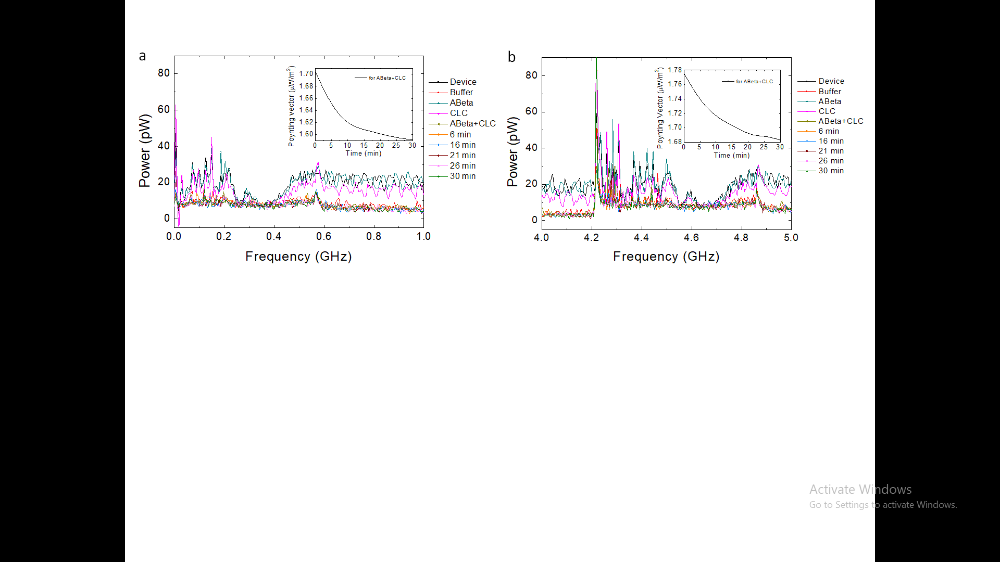 a
80
60
40
20
0
Power (pW)
0.0 0.2 0.4 0.6 0.8 1.0
Frequency (GHz)
Poynting vector (µW/m²)
1.70
1.68
1.66
1.64
1.62
1.60
for ABeta+CLC
0 5 10 15 20 25 30
Time (min)
Device
Buffer
ABeta
CLC
ABeta+CLC
6 min
16 min
21 min
26 min
30 min
b
80
60
40
20
0
Power (pW)
4.0 4.2 4.4 4.6 4.8 5.0
Frequency (GHz)
Poynting Vector (µW/m²)
1.78
1.76
1.74
1.72
1.70
1.68
for ABeta+CLC
0 5 10 15 20 25 30
Time (min)
Device
Buffer
ABeta
CLC
ABeta+CLC
6 min
16 min
21 min
26 min
30 min
Activate Windows
Go to Settings to activate Windows.